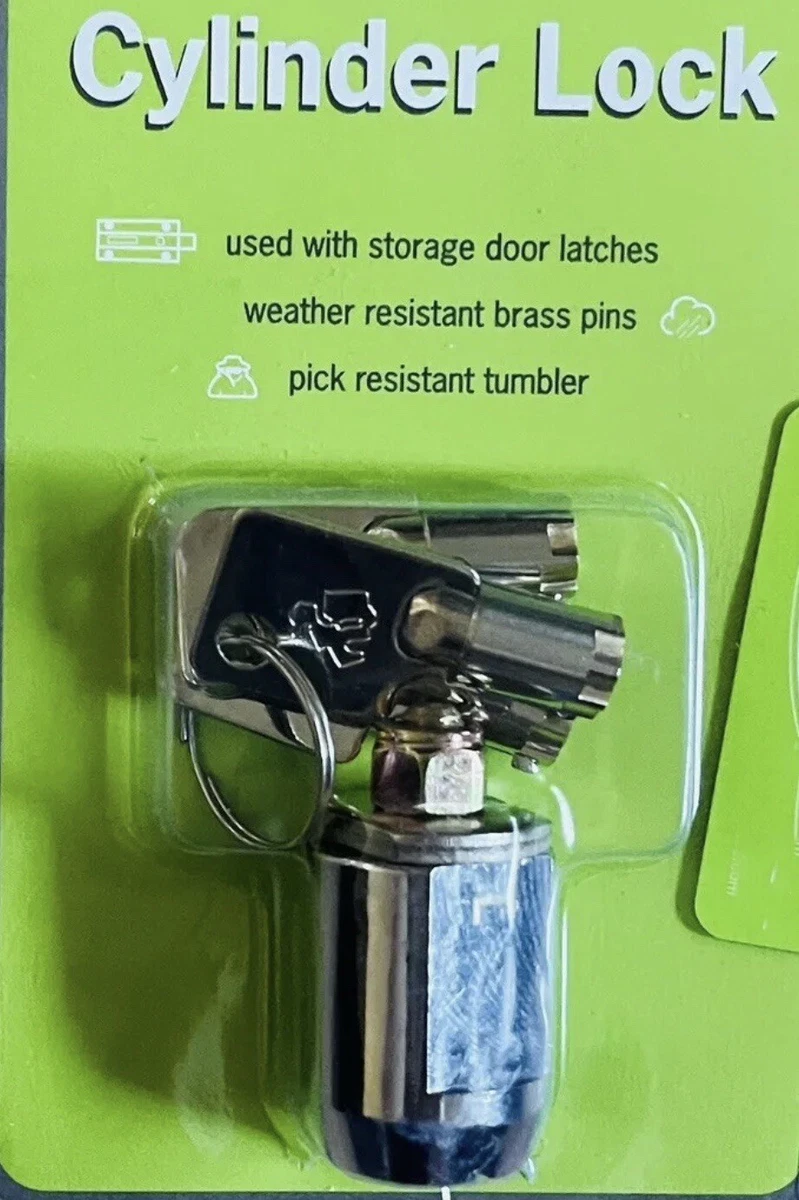 Cylinder Lock
used with storage door latches
weather resistant brass pins
pick resistant tumbler